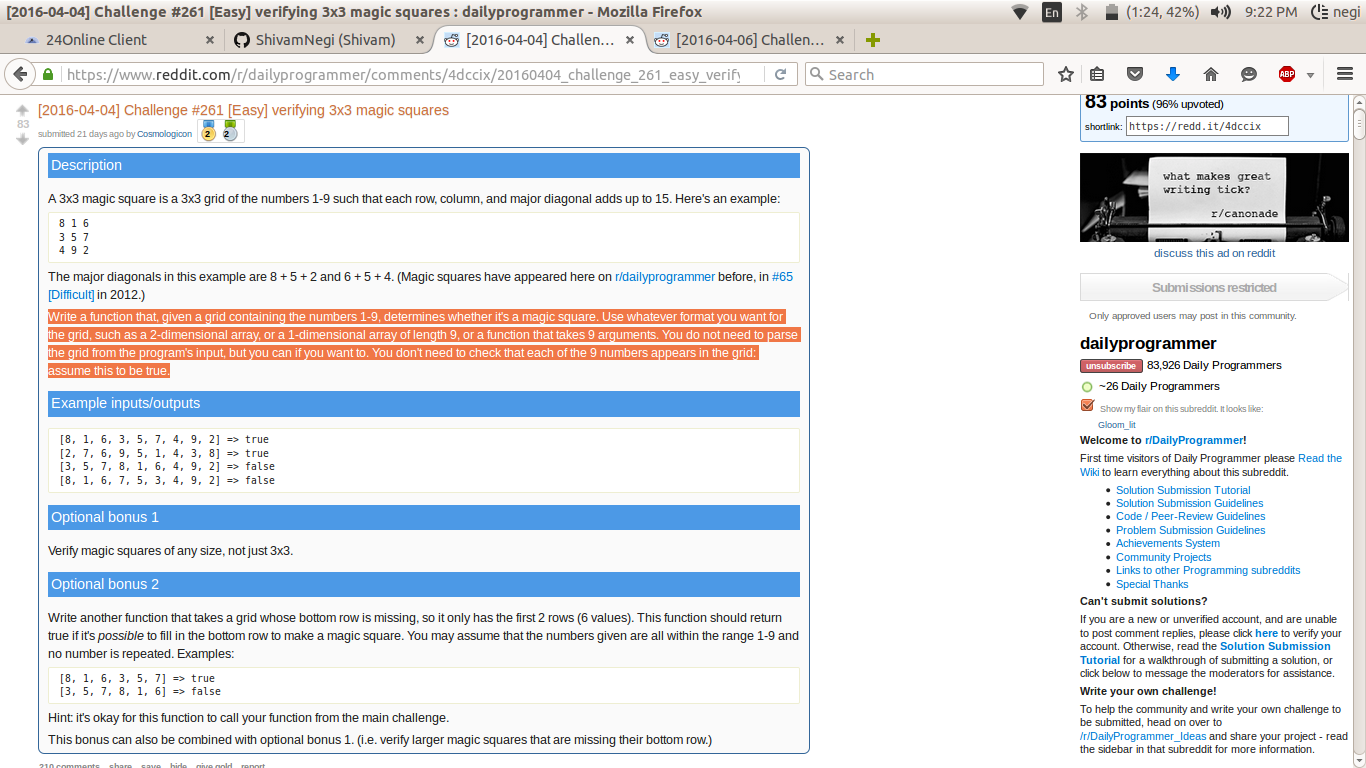 [2016-04-04] Challenge #261 [Easy] verifying 3x3 magic squares : dailyprogrammer - Mozilla Firefox
En (1:24, 42%) 9:22 PM negi
24Online Client
ShivamNegi (Shivam)
[2016-04-04] Challen...
[2016-04-06] Challen...
https://www.reddit.com/r/dailyprogrammer/comments/4dccix/20160404_challenge_261_easy_verify
Search
ABP
[2016-04-04] Challenge #261 [Easy] verifying 3x3 magic squares
83
submitted 21 days ago by Cosmologicon 2 2
Description
A 3x3 magic square is a 3x3 grid of the numbers 1-9 such that each row, column, and major diagonal adds up to 15. Here's an example:
8 1 6
3 5 7
4 9 2
The major diagonals in this example are 8 + 5 + 2 and 6 + 5 + 4. (Magic squares have appeared here on r/dailyprogrammer before, in #65
[Difficult] in 2012.)
Write a function that, given a grid containing the numbers 1-9, determines whether it's a magic square. Use whatever format you want for
the grid, such as a 2-dimensional array, or a 1-dimensional array of length 9, or a function that takes 9 arguments. You do not need to parse
the grid from the program's input, but you can if you want to. You don't need to check that each of the 9 numbers appears in the grid:
assume this to be true.
Example inputs/outputs
[8, 1, 6, 3, 5, 7, 4, 9, 2] => true
[2, 7, 6, 9, 5, 1, 4, 3, 8] => true
[3, 5, 7, 8, 1, 6, 4, 9, 2] => false
[8, 1, 6, 7, 5, 3, 4, 9, 2] => false
Optional bonus 1
Verify magic squares of any size, not just 3x3.
Optional bonus 2
Write another function that takes a grid whose bottom row is missing, so it only has the first 2 rows (6 values). This function should return
true if it's possible to fill in the bottom row to make a magic square. You may assume that the numbers given are all within the range 1-9 and
no number is repeated. Examples:
[8, 1, 6, 3, 5, 7] => true
[3, 5, 7, 8, 1, 6] => false
Hint: it's okay for this function to call your function from the main challenge.
This bonus can also be combined with optional bonus 1. (i.e. verify larger magic squares that are missing their bottom row.)
210 comments share save hide give gold report
83 points (96% upvoted)
shortlink: https://redd.it/4dccix
what makes great
writing tick?
r/canonade
discuss this ad on reddit
Submissions restricted
Only approved users may post in this community.
dailyprogrammer
unsubscribe 83,926 Daily Programmers
~26 Daily Programmers
Show my flair on this subreddit. It looks like:
Gloom_lit
Welcome to r/DailyProgrammer!
First time visitors of Daily Programmer please Read the
Wiki to learn everything about this subreddit.
Solution Submission Tutorial
Solution Submission Guidelines
Code / Peer-Review Guidelines
Problem Submission Guidelines
Achievements System
Community Projects
Links to other Programming subreddits
Special Thanks
Can't submit solutions?
If you are a new or unverified account, and are unable
to post comment replies, please click here to verify your
account. Otherwise, read the Solution Submission
Tutorial for a walkthrough of submitting a solution, or
click below to message the moderators for assistance.
Write your own challenge!
To help the community and write your own challenge to
be submitted, head on over to
/r/DailyProgrammer_Ideas and share your project - read
the sidebar in that subreddit for more information.